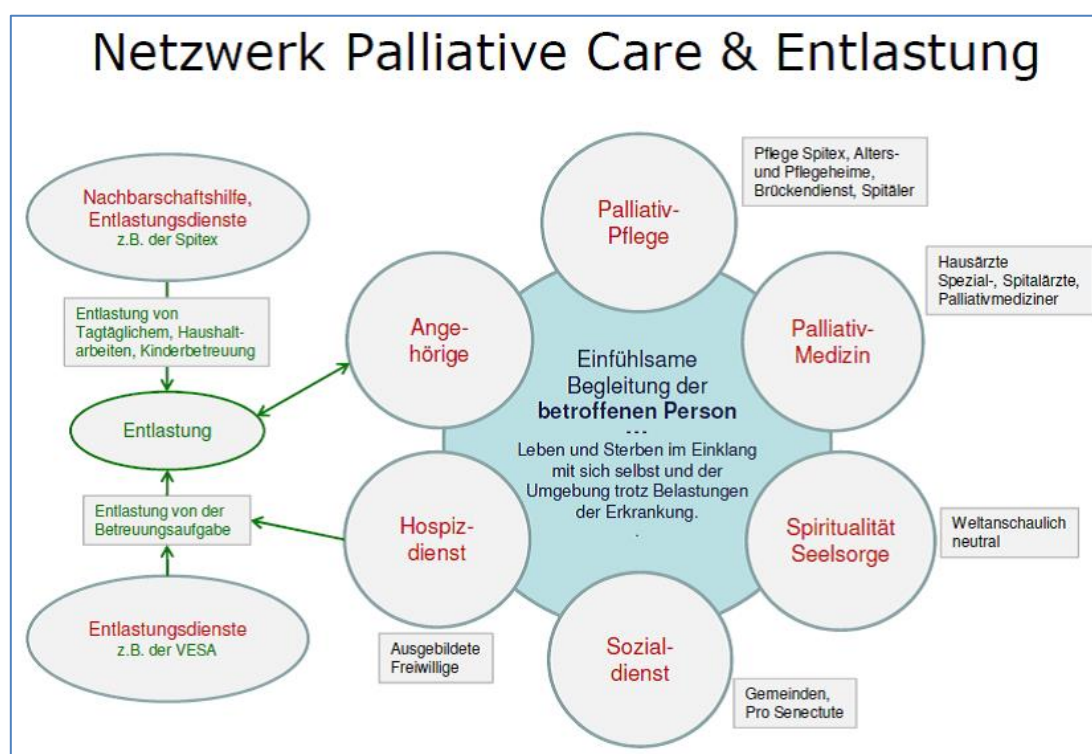 Netzwerk Palliative Care & Entlastung
Nachbarschaftshilfe,
Entlastungsdienste
z.B. der Spitex
Entlastung von
Tagtäglichem, Haushalt-
arbeiten, Kinderbetreuung
Entlastung
Entlastung von der
Betreuungsaufgabe
Entlastungsdienste
z.B. der VESA
Palliativ-
Pflege
Pflege Spitex, Alters-
und Pflegeheime,
Brückendienst, Spitäler
Ange-
hörige
Palliativ-
Medizin
Hausärzte
Spezial-, Spitalärzte,
Palliativmediziner
Einfühlsame
Begleitung der
betroffenen Person
---
Leben und Sterben im Einklang
mit sich selbst und der
Umgebung trotz Belastungen
der Erkrankung.
.
Hospiz-
dienst
Ausgebildete
Freiwillige
Spiritualität
Seelsorge
Weltanschaulich
neutral
Sozial-
dienst
Gemeinden,
Pro Senectute